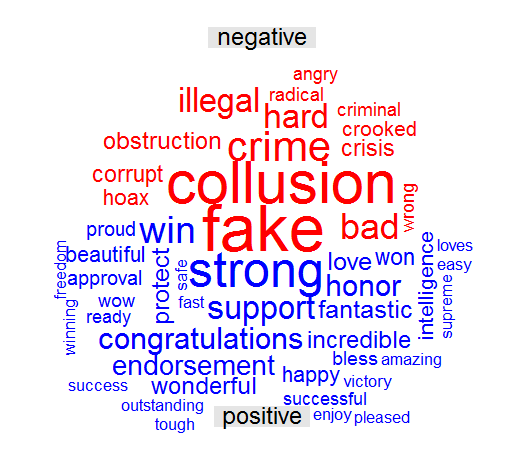 negative
angry
illegal radical
hard criminal
obstruction crime crooked
crisis
corrupt collusion
hoax wrong
proud win fake bad
beautiful protect safe strong love won loves
freedom approval honor intelligence easy
wow fast support fantastic supreme
winning ready
congratulations incredible
endorsement bless amazing
success wonderful happy victory
outstanding successful
positive enjoy pleased
tough